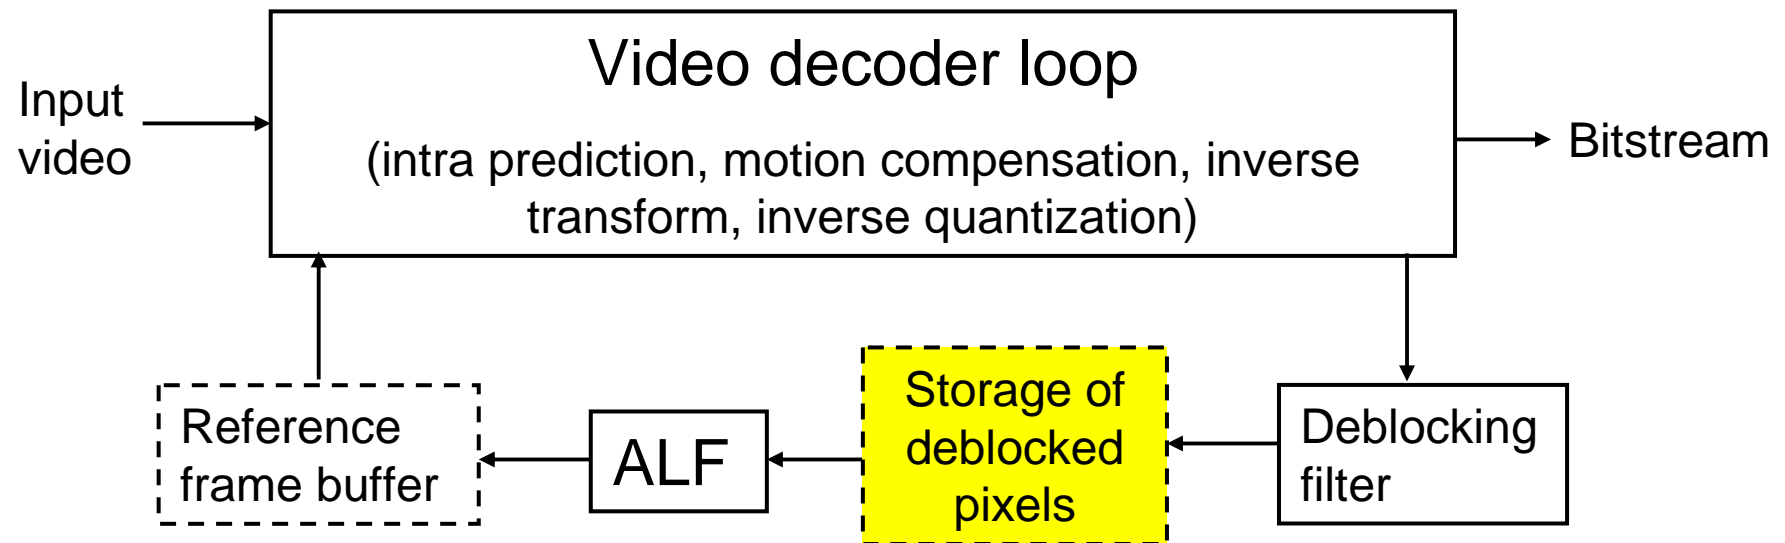 Video decoder loop
Input
video
(intra prediction, motion compensation, inverse
transform, inverse quantization)
Bitstream
Reference
frame buffer
ALF
Storage of
deblocked
pixels
Deblocking
filter